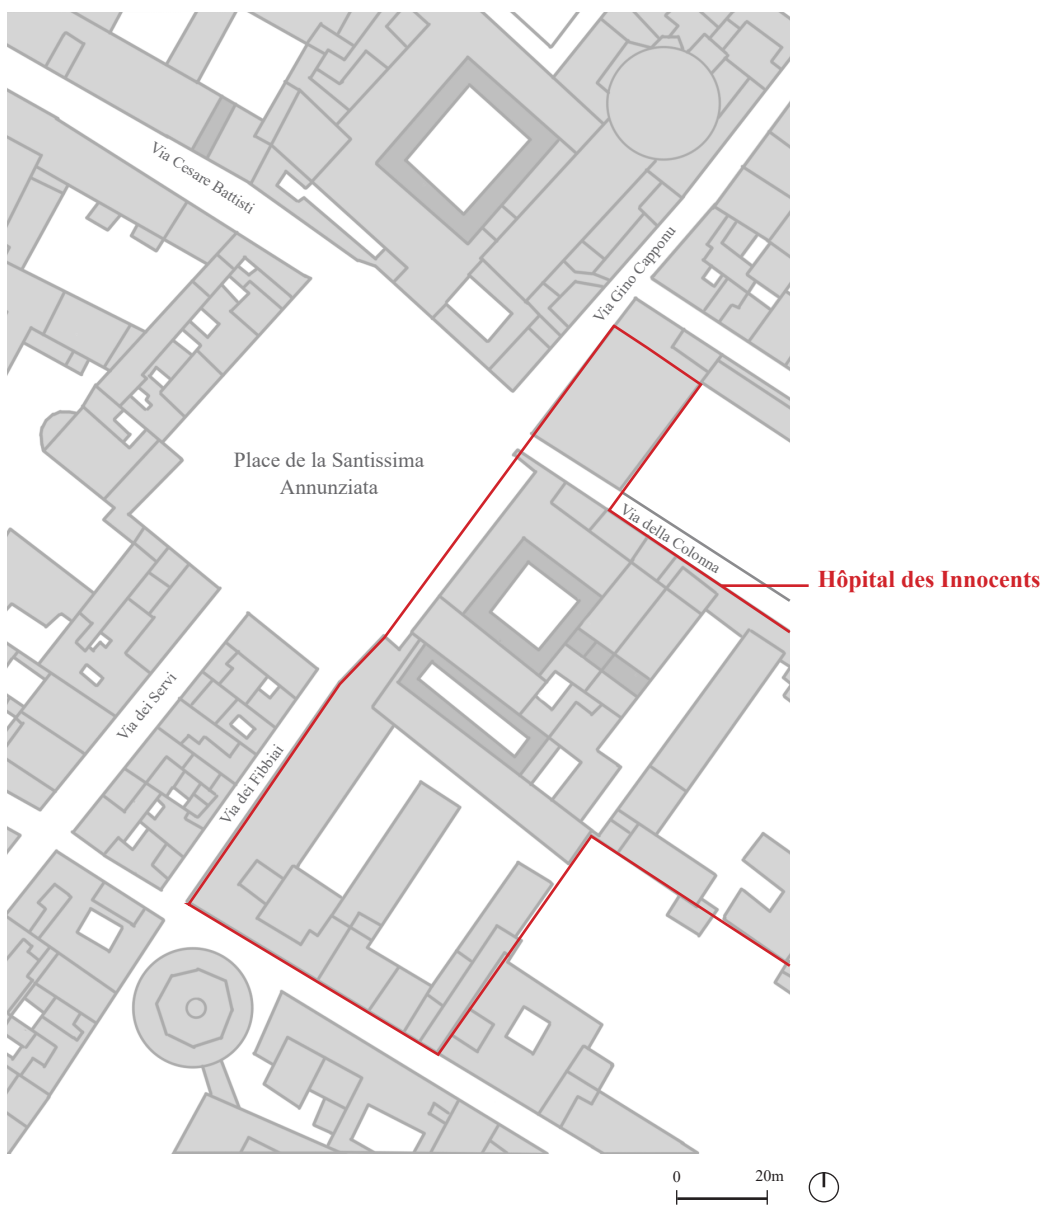 Via Cesare Battisti
Via Gino Capponu
Place de la Santissima
Annunziata
Via della Colonna
Hôpital des Innocents
Via dei Servi
Via dei Fibbiai
0 20m